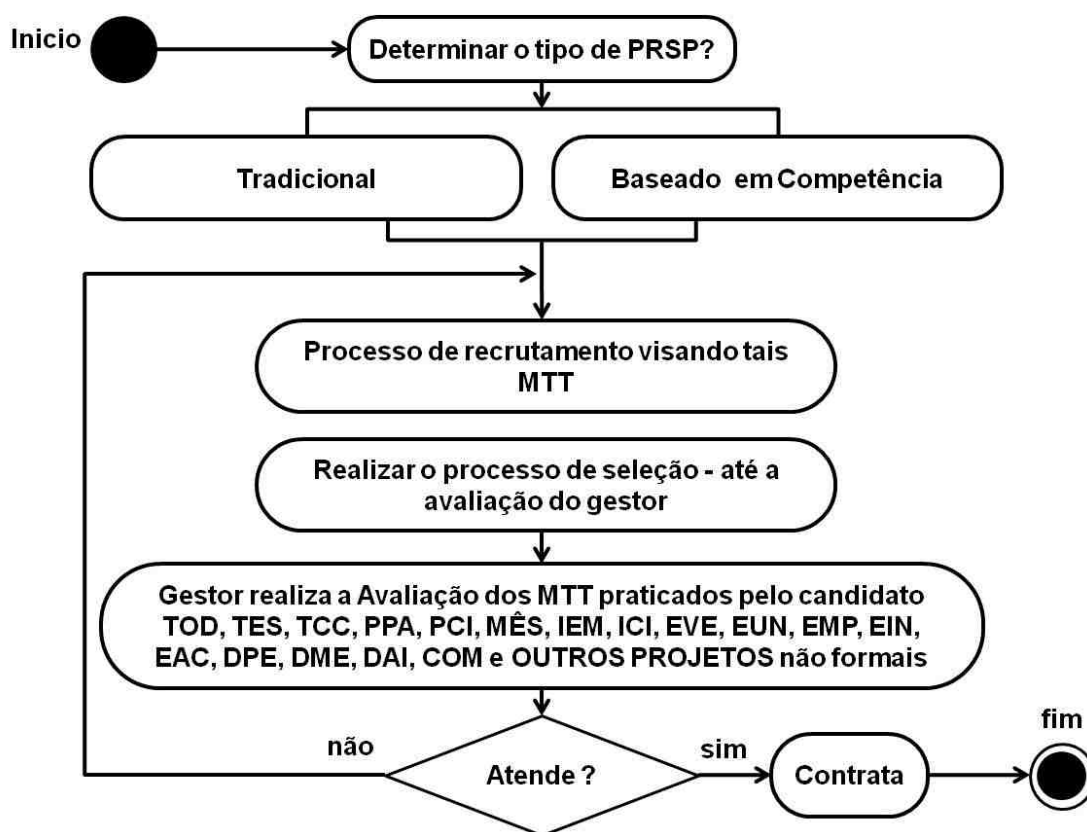 Inicio
Determinar o tipo de PRSP?
Tradicional
Baseado em Competência
Processo de recrutamento visando tais
MTT
Realizar o processo de seleção - até a
avaliação do gestor
Gestor realiza a Avaliação dos MTT praticados pelo candidato
TOD, TES, TCC, PPA, PCI, MÊS, IEM, ICI, EVE, EUN, EMP, EIN,
EAC, DPE, DME, DAI, COM e OUTROS PROJETOS não formais
não
Atende ?
sim
Contrata
fim